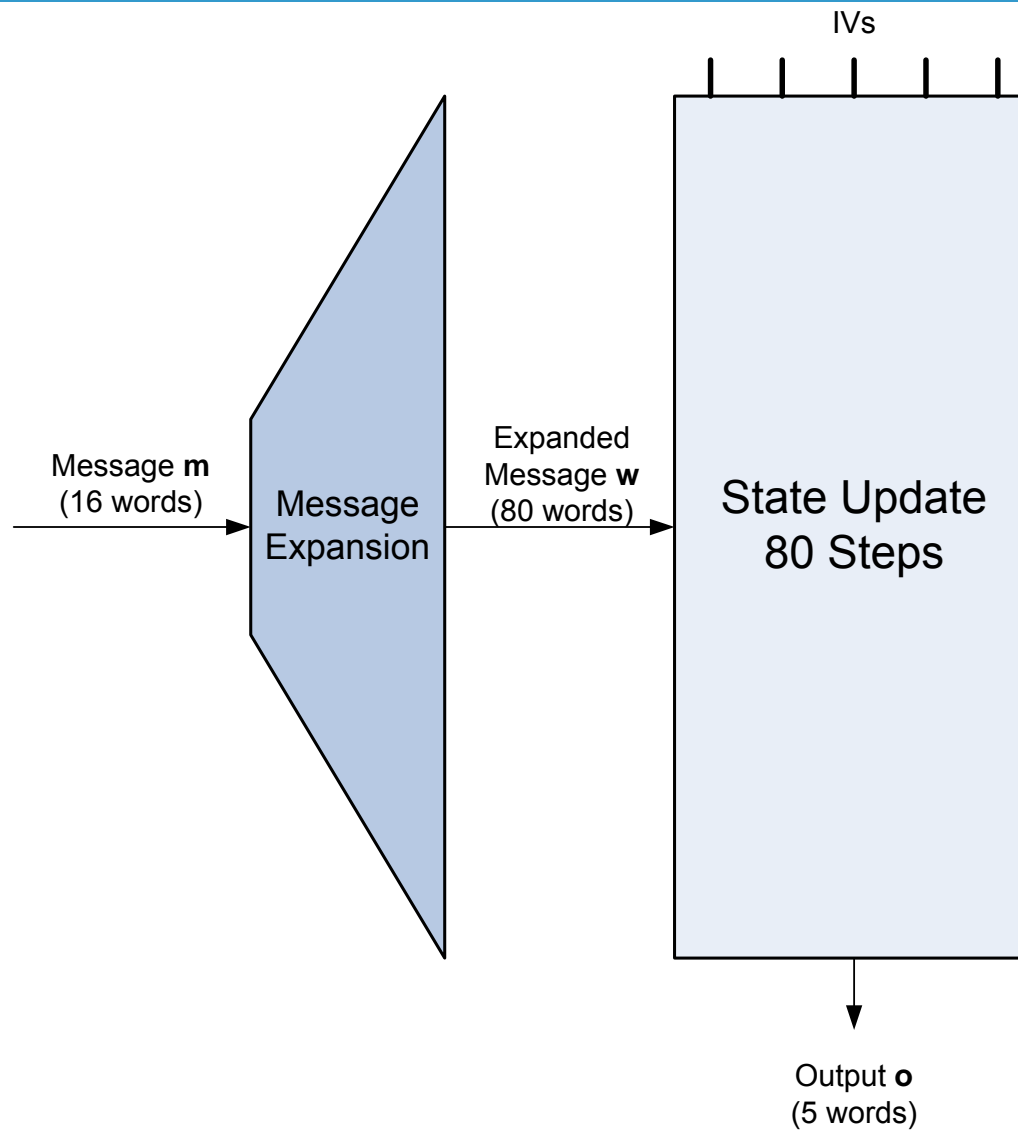 IVs
Message m
(16 words)
Message
Expansion
Expanded
Message w
(80 words)
State Update
80 Steps
Output o
(5 words)